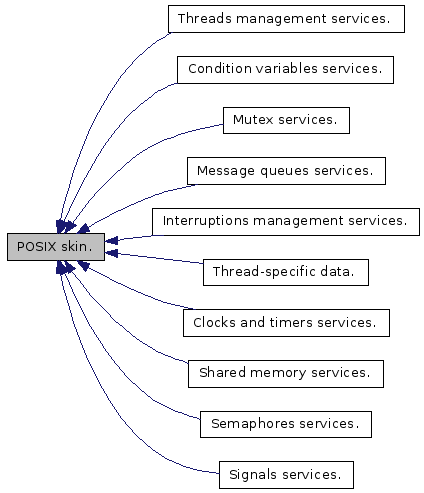 Threads management services.
Condition variables services.
Mutex services.
Message queues services.
Interruptions management services.
POSIX skin.
Thread-specific data.
Clocks and timers services.
Shared memory services.
Semaphores services.
Signals services.